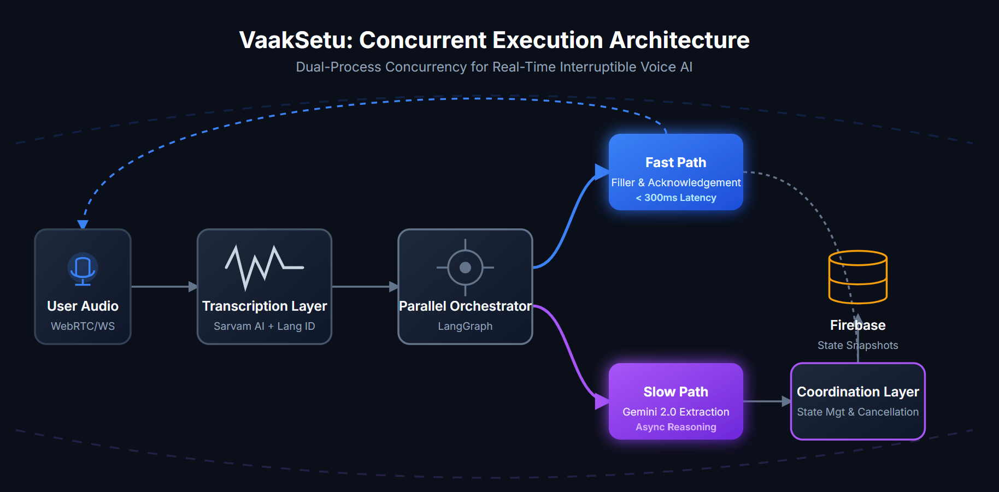 VaakSetu: Concurrent Execution Architecture
Dual-Process Concurrency for Real-Time Interruptible Voice AI
User Audio
WebRTC/WS
Transcription Layer
Sarvam AI + Lang ID
Parallel Orchestrator
LangGraph
Fast Path
Filler & Acknowledgement
< 300ms Latency
Slow Path
Gemini 2.0 Extraction
Async Reasoning
Firebase
State Snapshots
Coordination Layer
State Mgt & Cancellation